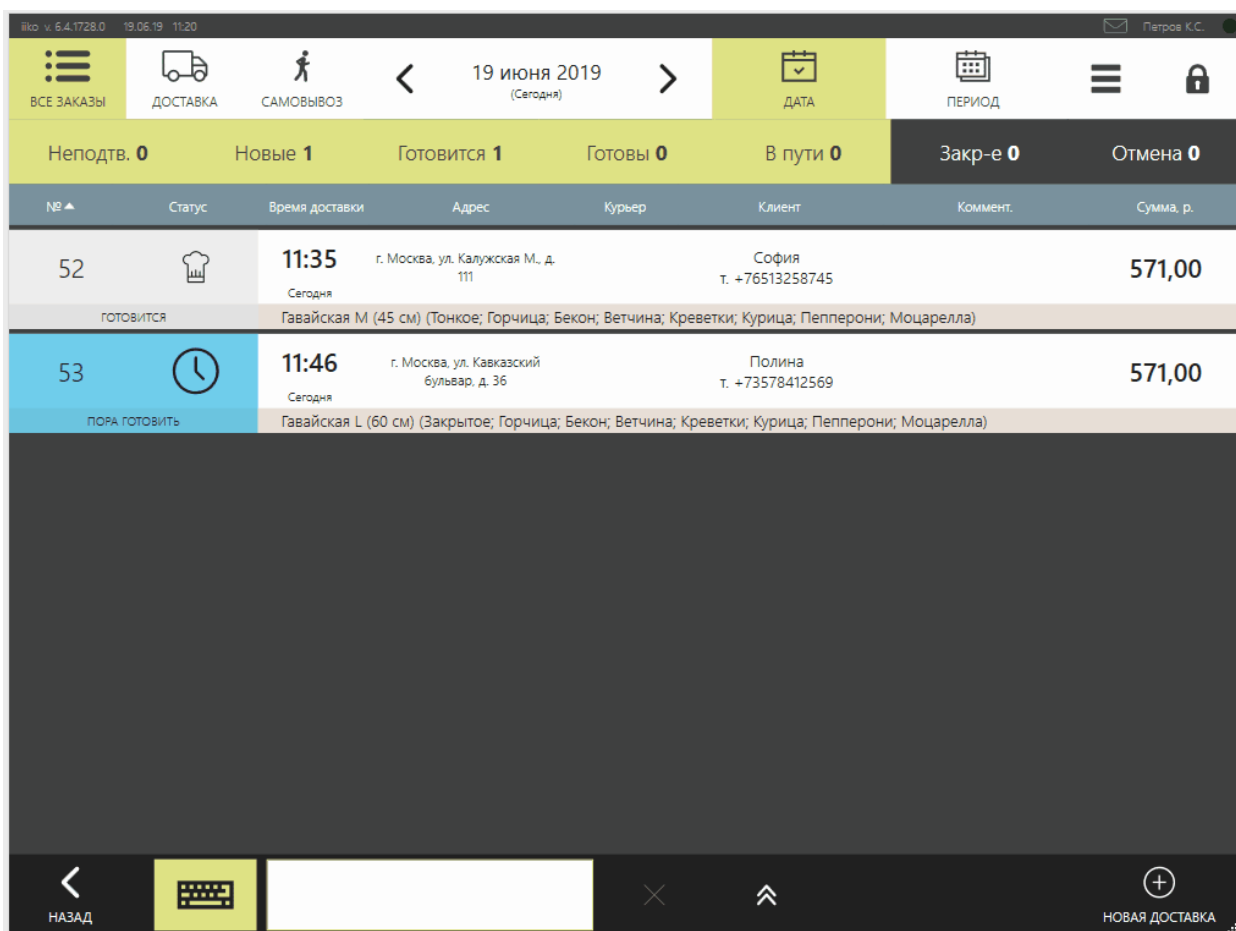 iiko v. 6.4.1728.0 19.06.19 11:20 Петров К.С.
ВСЕ ЗАКАЗЫ ДОСТАВКА САМОВЫВОЗ 19 июня 2019 ДАТА ПЕРИОД
(Сегодня)
Неподтв. 0 Новые 1 Готовится 1 Готовы 0 В пути 0 Закр-е 0 Отмена 0
№ Статус Время доставки Адрес Курьер Клиент Коммент. Сумма, р.
52 11:35 г. Москва, ул. Калужская М., д. София 571,00
111 т. +76513258745
Сегодня
ГОТОВИТСЯ Гавайская M (45 см) (Тонкое; Горчица; Бекон; Ветчина; Креветки; Курица; Пепперони; Моцарелла)
53 11:46 г. Москва, ул. Кавказский Полина 571,00
бульвар, д. 36 т. +73578412569
Сегодня
ПОРА ГОТОВИТЬ Гавайская L (60 см) (Закрытое; Горчица; Бекон; Ветчина; Креветки; Курица; Пепперони; Моцарелла)
НАЗАД НОВАЯ ДОСТАВКА